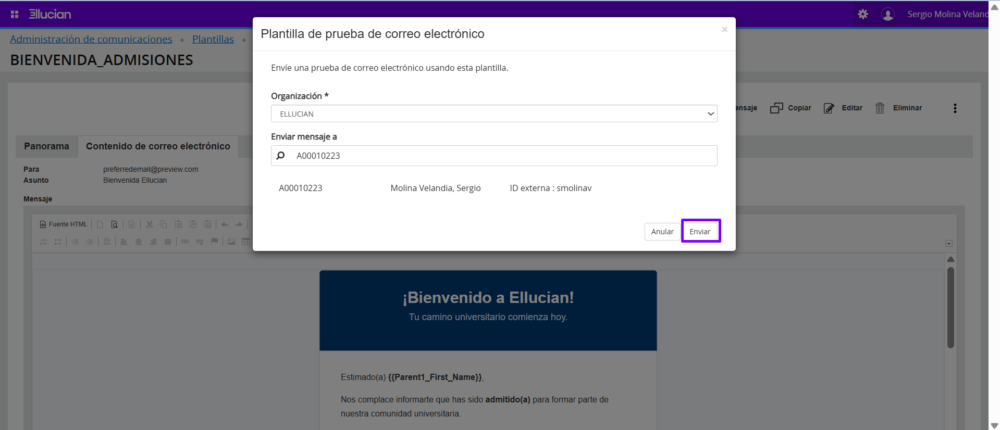 Ellucian
Sergio Molina Veland
Administración de comunicaciones • Plantillas •
BIENVENIDA_ADMISIONES
Plantilla de prueba de correo electrónico
×
Envíe una prueba de correo electrónico usando esta plantilla.
Organización *
ELLUCIAN
Enviar mensaje a
A00010223
A00010223 Molina Velandia, Sergio ID externa : smolinav
Anular Enviar
ensaje Copiar Editar Eliminar
Panorama Contenido de correo electrónico
Para preferredemail@preview.com
Asunto Bienvenida Ellucian
Mensaje
Fuente HTML
DIV
¡Bienvenido a Ellucian!
Tu camino universitario comienza hoy.
Estimado(a) {{Parent1_First_Name}},
Nos complace informarte que has sido admitido(a) para formar parte de
nuestra comunidad universitaria.